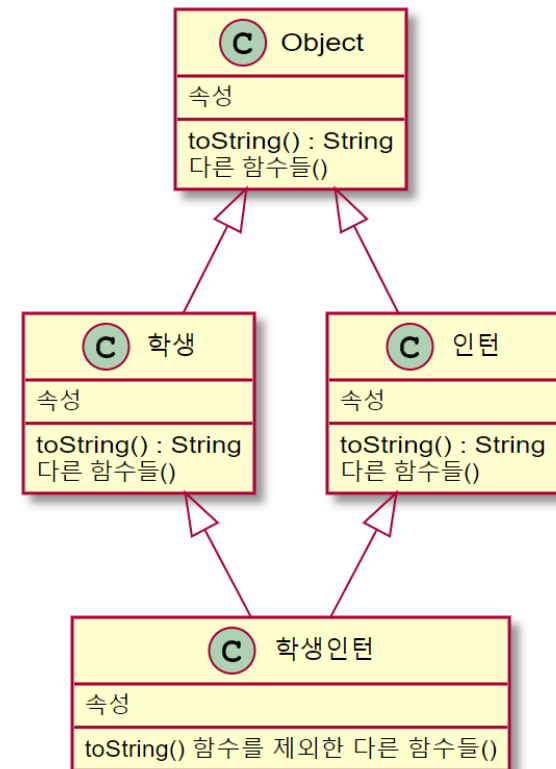 C Object
속성
toString() : String
다른 함수들()
C 학생
속성
toString() : String
다른 함수들()
C 인턴
속성
toString() : String
다른 함수들()
C 학생인턴
속성
toString() 함수를 제외한 다른 함수들()